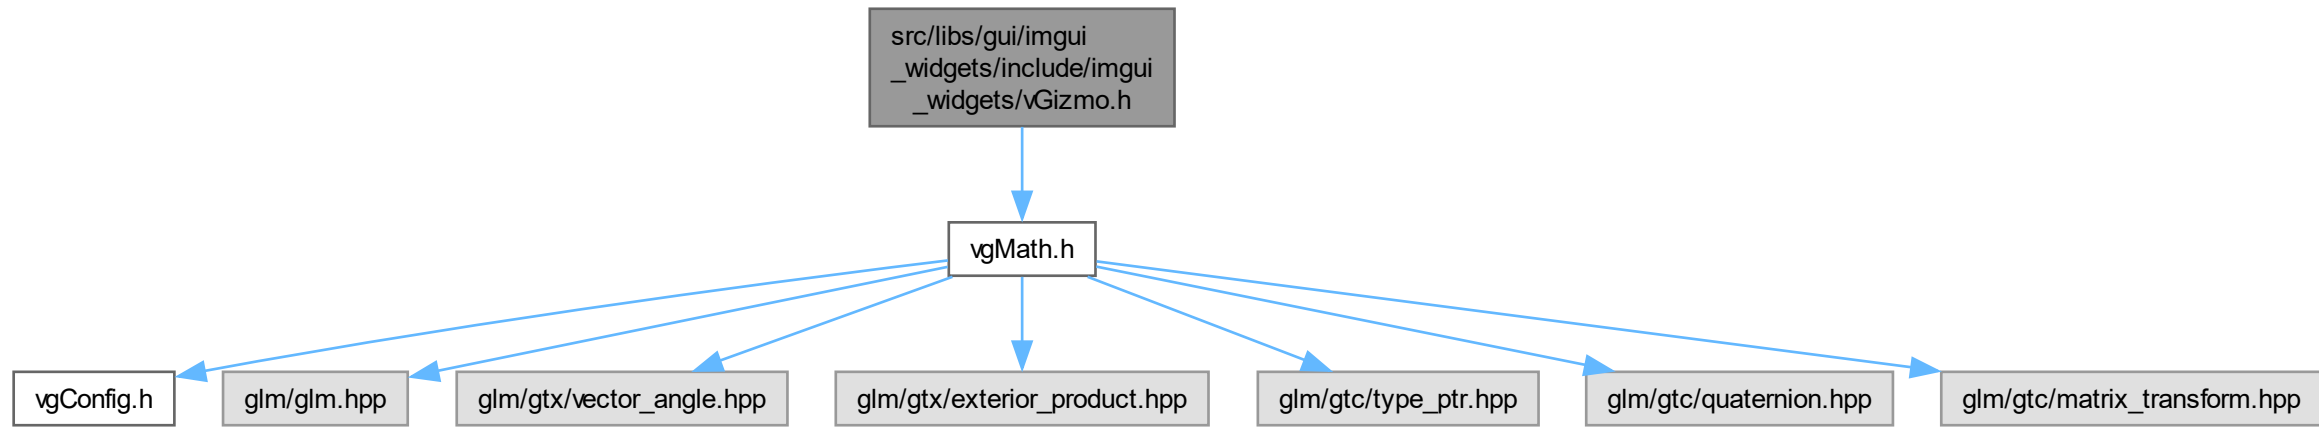 src/libs/gui/imgui
_widgets/include/imgui
_widgets/vGizmo.h
vgMath.h
vgConfig.h
glm/glm.hpp
glm/gtx/vector_angle.hpp
glm/gtx/exterior_product.hpp
glm/gtc/type_ptr.hpp
glm/gtc/quaternion.hpp
glm/gtc/matrix_transform.hpp